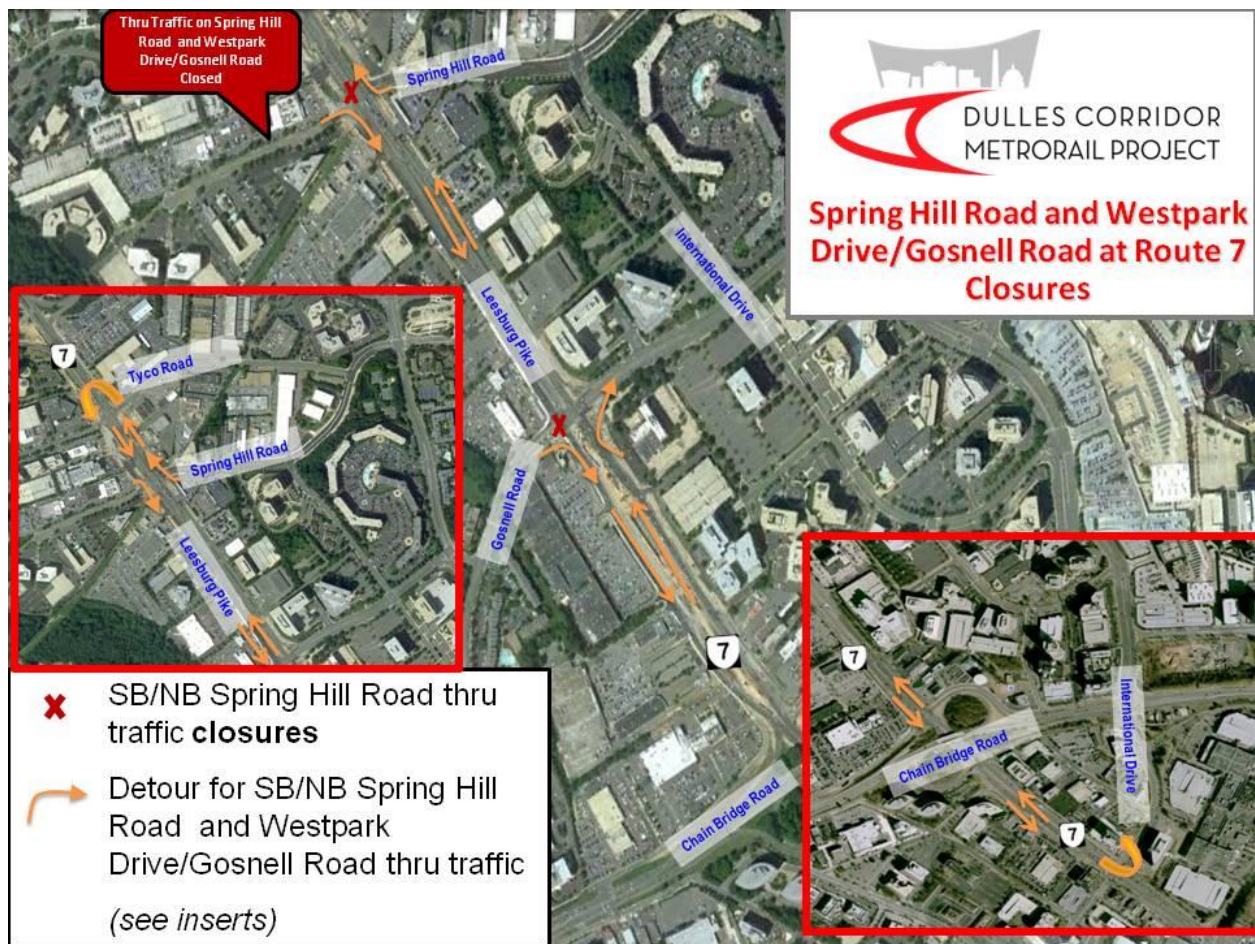 Thru Traffic on Spring Hill
Road and Westpark
Drive/Gosnell Road
Closed
Spring Hill Road
DULLES CORRIDOR
METRORAIL PROJECT
Spring Hill Road and Westpark
Drive/Gosnell Road at Route 7
Closures
International Drive
Leesburg Pike
Gosnell Road
7
Chain Bridge Road
7
Tyco Road
Spring Hill Road
Leesburg Pike
7
Chain Bridge Road
International Drive
7
SB/NB Spring Hill Road thru
traffic closures
Detour for SB/NB Spring Hill
Road and Westpark
Drive/Gosnell Road thru traffic
(see inserts)